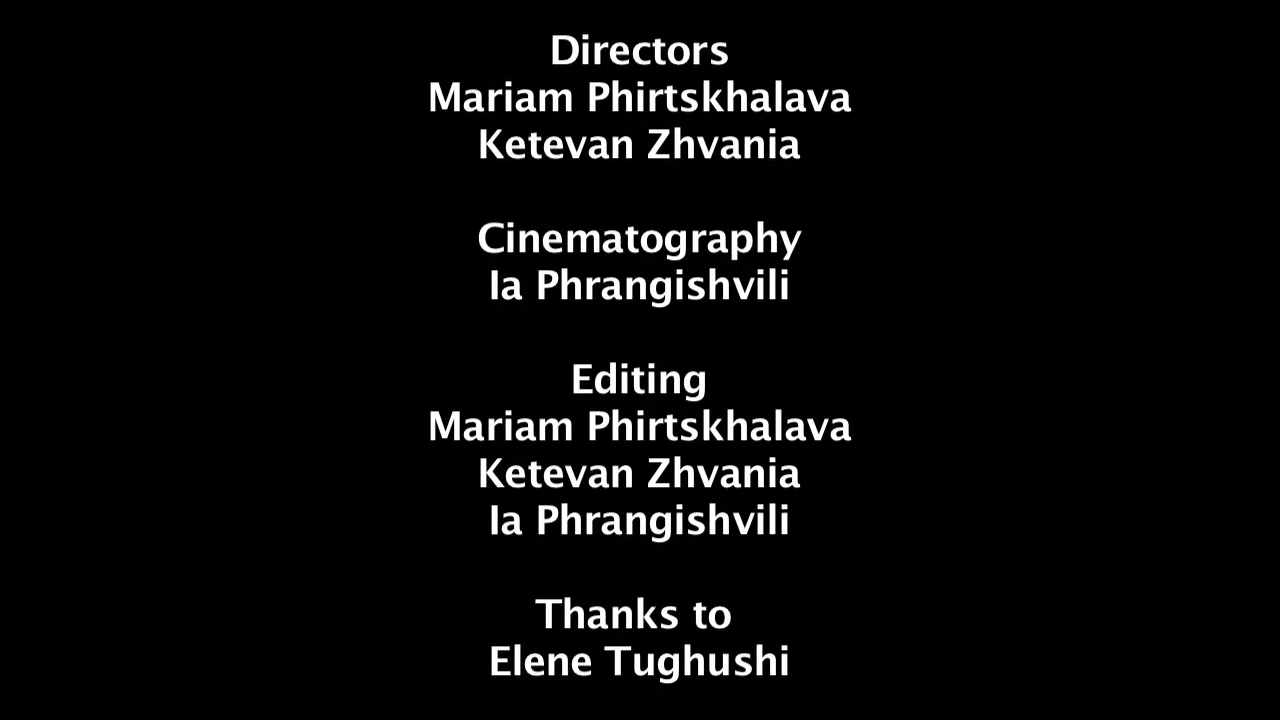 Directors
Mariam Phirtskhalava
Ketevan Zhvania
Cinematography
Ia Phrangishvili
Editing
Mariam Phirtskhalava
Ketevan Zhvania
Ia Phrangishvili
Thanks to
Elene Tughushi